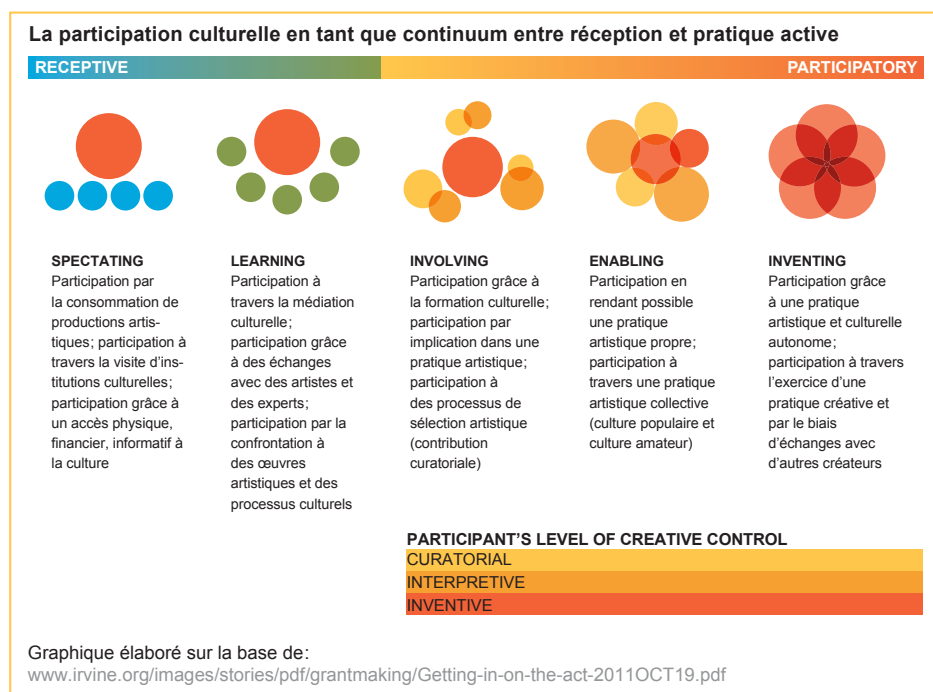 La participation culturelle en tant que continuum entre réception et pratique active
RECEPTIVE
PARTICIPATORY
SPECTATING
Participation par
la consommation de
productions artis-
tiques; participation à
travers la visite d'ins-
titutions culturelles;
participation grâce à
un accès physique,
financier, informatif à
la culture
LEARNING
Participation à
travers la médiation
culturelle;
participation grâce
à des échanges
avec des artistes et
des experts;
participation par la
confrontation à
des œuvres
artistiques et des
processus culturels
INVOLVING
Participation grâce à
la formation culturelle;
participation par
implication dans une
pratique artistique;
participation à
des processus de
sélection artistique
(contribution
curatoriale)
ENABLING
Participation en
rendant possible
une pratique
artistique propre;
participation à
travers une pratique
artistique collective
(culture populaire et
culture amateur)
INVENTING
Participation grâce
à une pratique
artistique et culturelle
autonome;
participation à travers
l'exercice d'une
pratique créative et
par le biais
d'échanges avec
d'autres créateurs
PARTICIPANT'S LEVEL OF CREATIVE CONTROL
CURATORIAL
INTERPRETIVE
INVENTIVE
Graphique élaboré sur la base de:
www.irvine.org/images/stories/pdf/grantmaking/Getting-in-on-the-act-2011OCT19.pdf